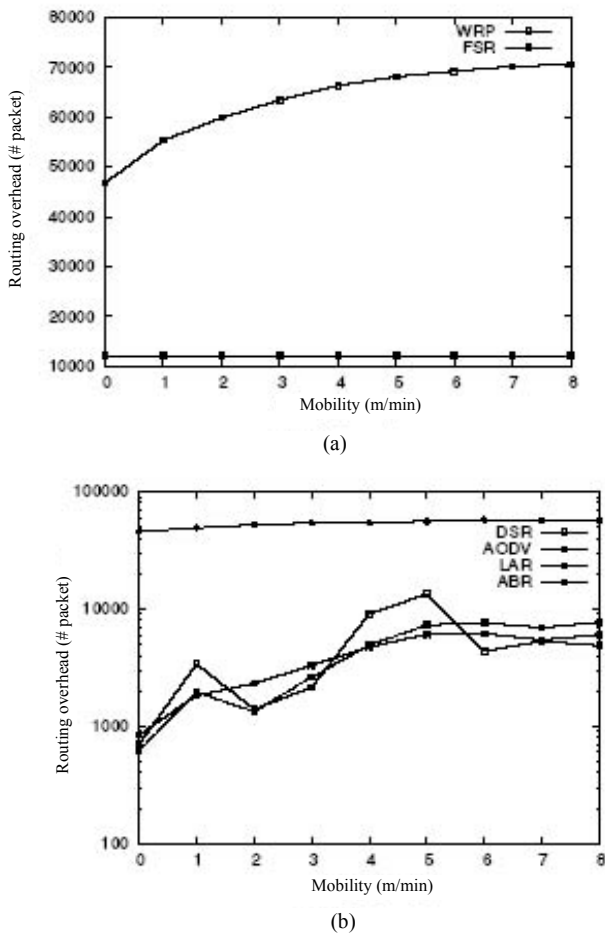 80000
70000
60000
50000
40000
30000
20000
10000
Routing overhead (# packet)
WRP
FSR
0 1 2 3 4 5 6 7 8
Mobility (m/min)
(a)
100000
10000
1000
100
Routing overhead (# packet)
DSR
AODV
LAR
ABR
0 1 2 3 4 5 6 7 8
Mobility (m/min)
(b)